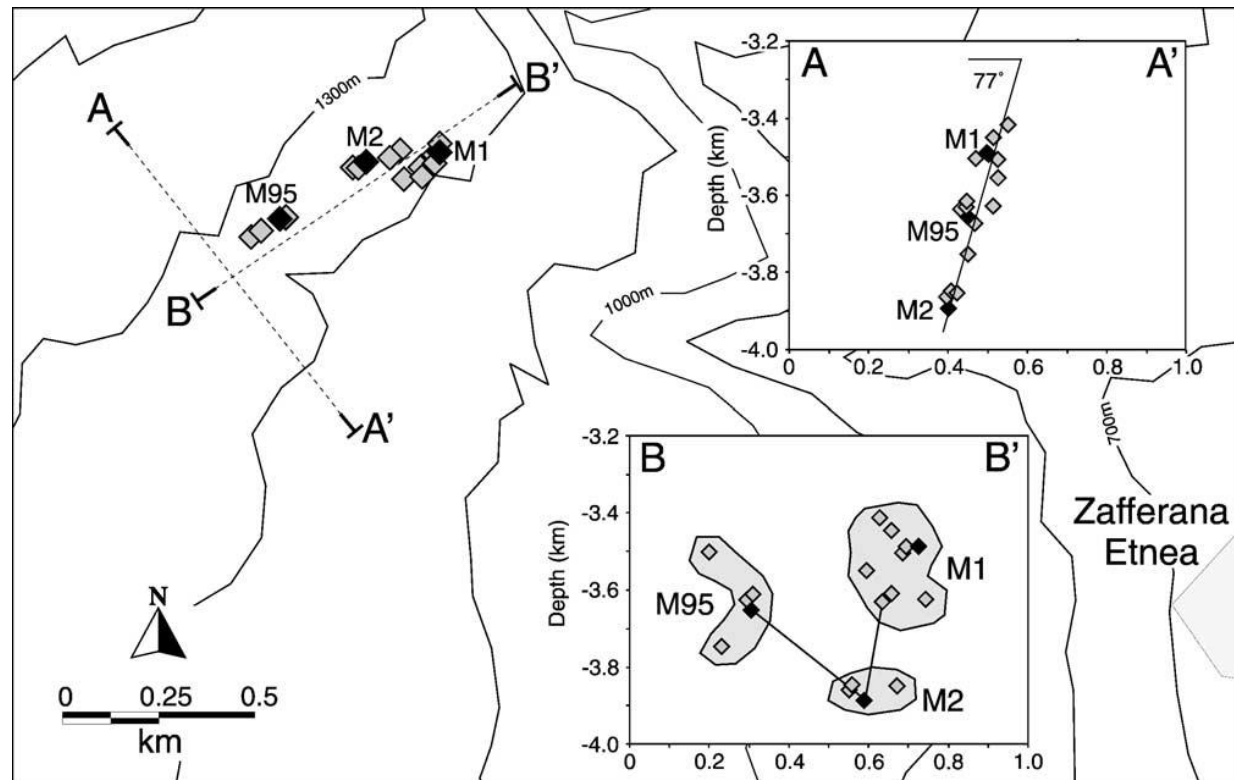 A
1300m
B'
M2
M1
M95
B
A'
1000m
700m
Zafferana
Etnea
N
0 0.25 0.5
km
A A'
77°
Depth (km)
-3.2
-3.4
-3.6
-3.8
-4.0
M1
M95
M2
0 0.2 0.4 0.6 0.8 1.0
B B'
Depth (km)
-3.2
-3.4
-3.6
-3.8
-4.0
M95
M1
M2
0 0.2 0.4 0.6 0.8 1.0